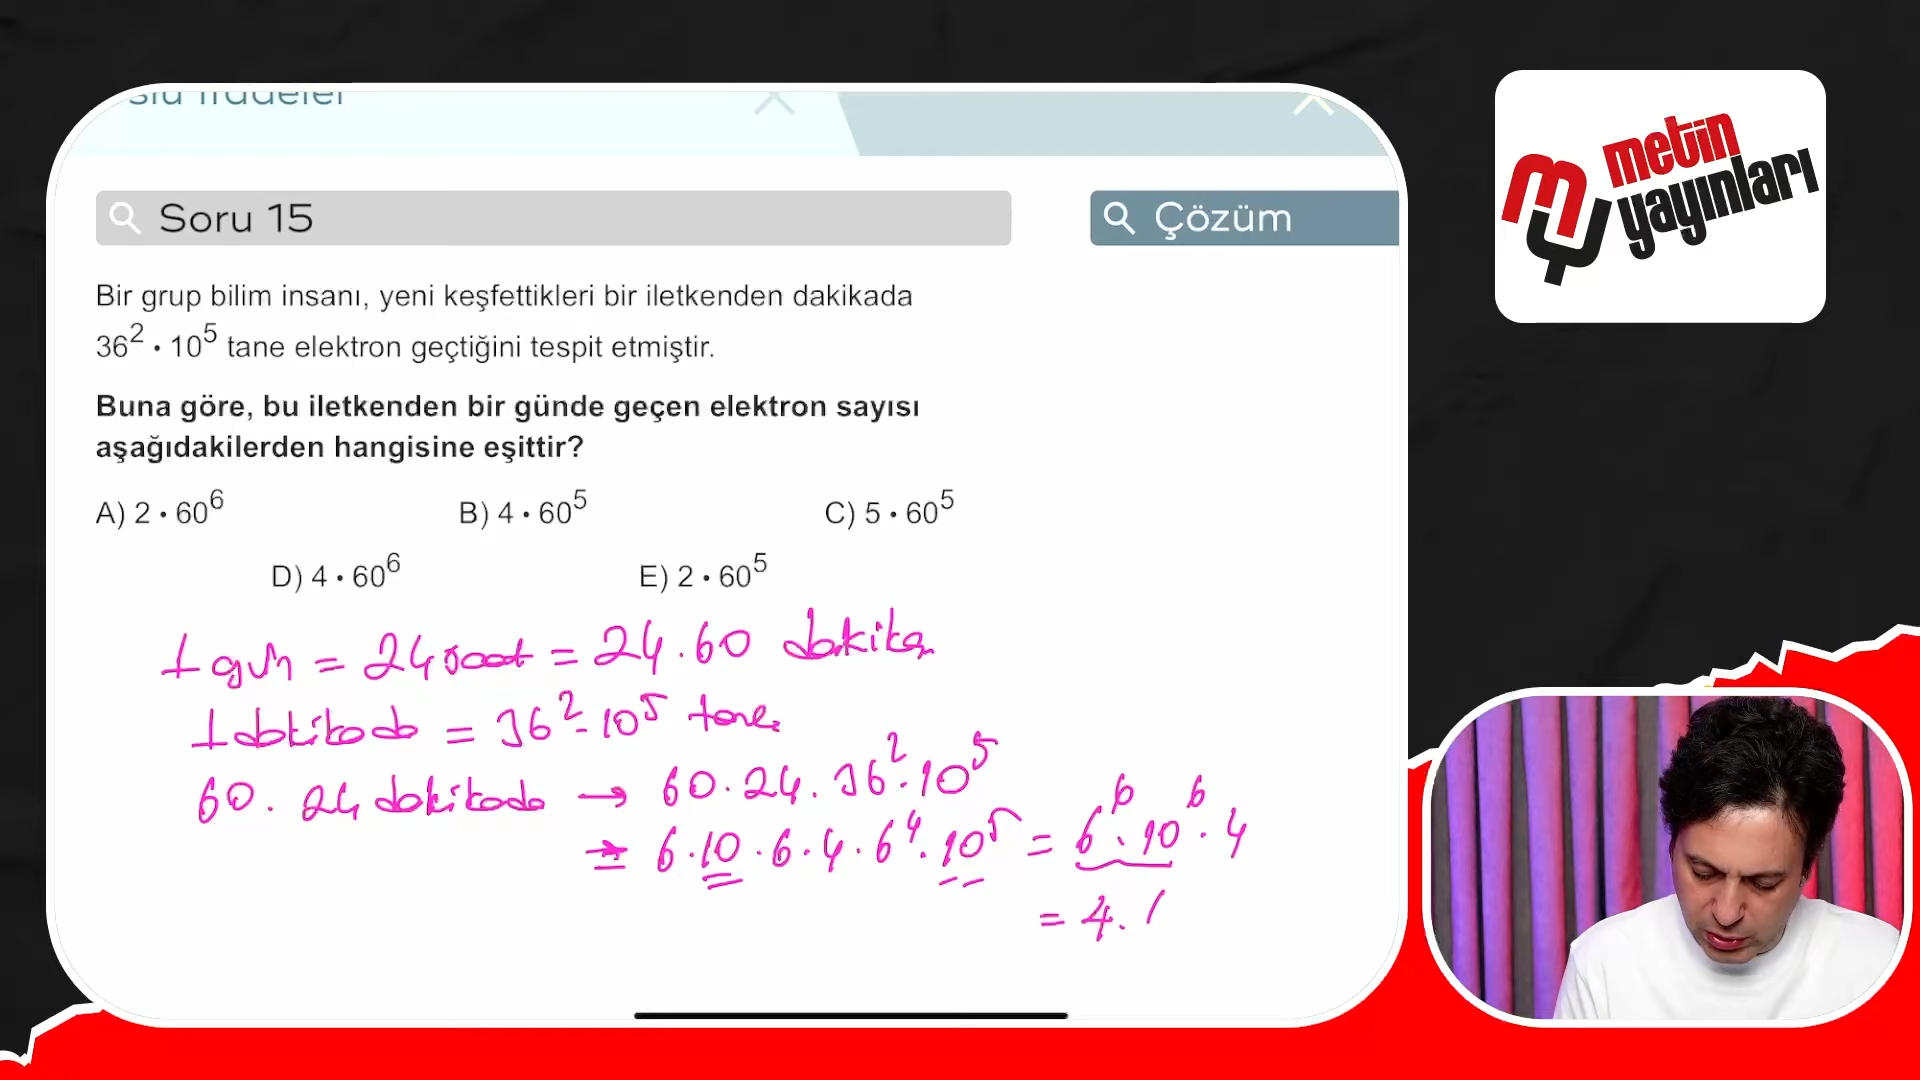 Soru 15
Çözüm
Bir grup bilim insanı, yeni keşfettikleri bir iletkenden dakikada
36² · 10⁵ tane elektron geçtiğini tespit etmiştir.
Buna göre, bu iletkenden bir günde geçen elektron sayısı
aşağıdakilerden hangisine eşittir?
A) 2 · 60⁶ B) 4 · 60⁵ C) 5 · 60⁵
D) 4 · 60⁶ E) 2 · 60⁵
1 gün = 24 saat = 24 . 60 dakika
1 dakikada = 36² . 10⁵ tane
60 . 24 dakikada → 60 . 24 . 36² . 10⁵
= 6 . 10 . 6 . 4 . 6⁴ . 10⁵ = 6⁶ . 10⁶ . 4
= 4 . (
metin
yayınları